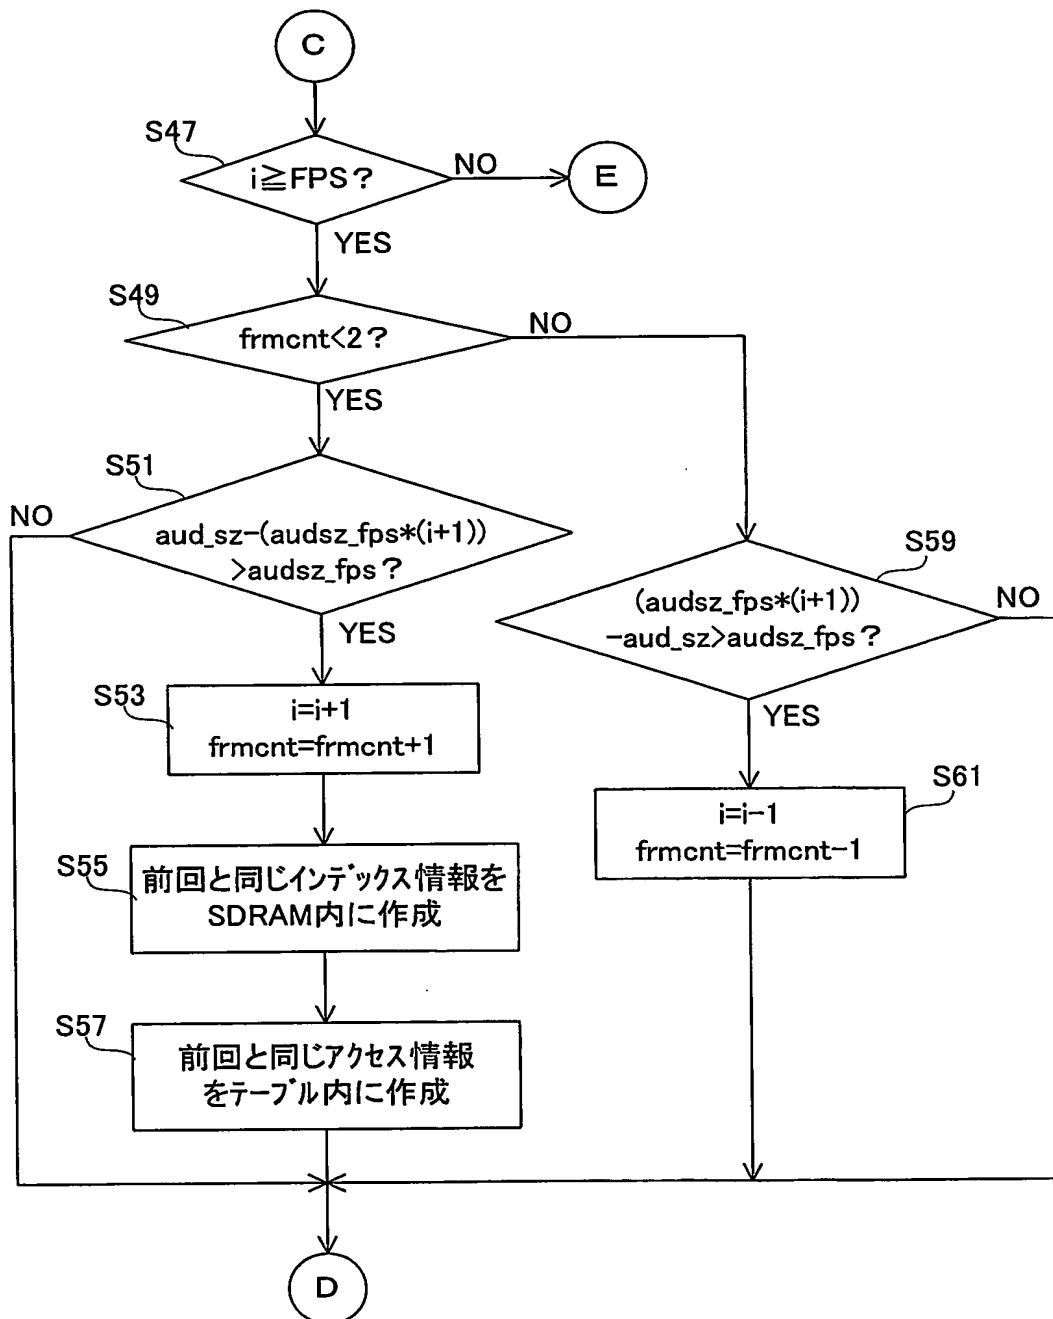 C
S47
i≧FPS?
NO
E
YES
S49
frmcnt<2?
NO
YES
S51
NO
aud_sz-(audsz_fps*(i+1))
>audsz_fps?
YES
S59
(audsz_fps*(i+1))
-aud_sz>audsz_fps?
NO
YES
S53
i=i+1
frmcnt=frmcnt+1
S61
i=i-1
frmcnt=frmcnt-1
S55
前回と同じインデックス情報を
SDRAM内に作成
S57
前回と同じアクセス情報
をテーブル内に作成
D